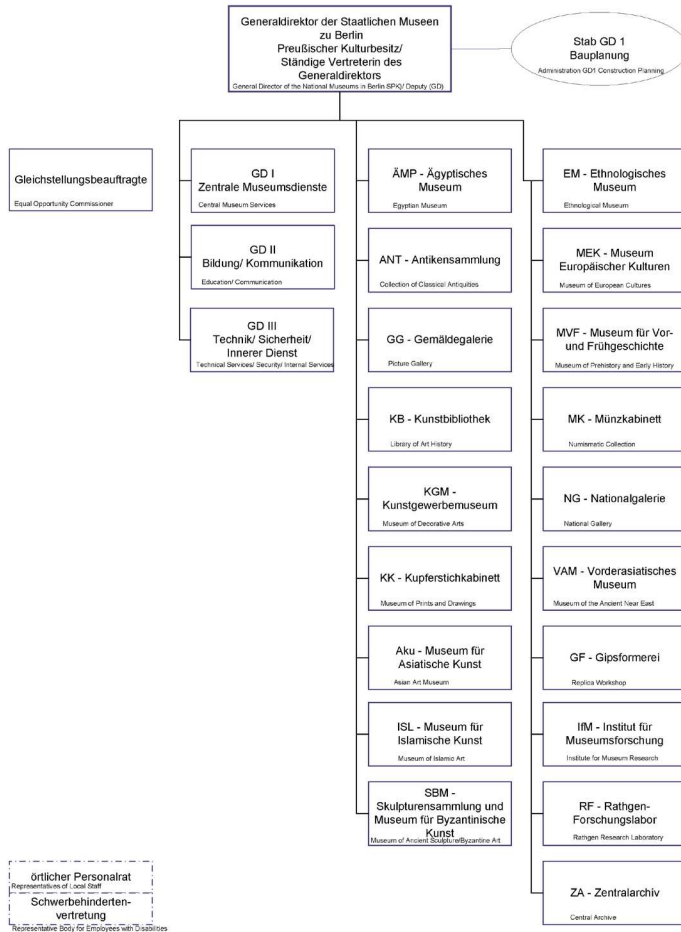 Generaldirektor der Staatlichen Museen
zu Berlin
Preußischer Kulturbesitz/
Ständige Vertreterin des
Generaldirektors
General Director of the National Museums in Berlin SPK)/ Deputy (GD)
Stab GD 1
Bauplanung
Administration GD1 Construction Planning
Gleichstellungsbeauftragte
Equal Opportunity Commissioner
GD I
Zentrale Museumsdienste
Central Museum Services
GD II
Bildung/ Kommunikation
Education/ Communication
GD III
Technik/ Sicherheit/
Innerer Dienst
Technical Services/ Security/ Internal Services
ÄMP - Ägyptisches
Museum
Egyptian Museum
ANT - Antikensammlung
Collection of Classical Antiquities
GG - Gemäldegalerie
Picture Gallery
KB - Kunstbibliothek
Library of Art History
KGM -
Kunstgewerbemuseum
Museum of Decorative Arts
KK - Kupferstichkabinett
Museum of Prints and Drawings
Aku - Museum für
Asiatische Kunst
Asian Art Museum
ISL - Museum für
Islamische Kunst
Museum of Islamic Art
SBM -
Skulpturensammlung und
Museum für Byzantinische
Kunst
Museum of Ancient Sculpture/Byzantine Art
EM - Ethnologisches
Museum
Ethnological Museum
MEK - Museum
Europäischer Kulturen
Museum of European Cultures
MVF - Museum für Vor-
und Frühgeschichte
Museum of Prehistory and Early History
MK - Münzkabinett
Numismatic Collection
NG - Nationalgalerie
National Gallery
VAM - Vorderasiatisches
Museum
Museum of the Ancient Near East
GF - Gipsformerei
Replica Workshop
IfM - Institut für
Museumsforschung
Institute for Museum Research
RF - Rathgen-
Forschungslabor
Rathgen Research Laboratory
ZA - Zentralarchiv
Central Archive
örtlicher Personalrat
Representatives of Local Staff
Schwerbehinderten-
vertretung
Representative Body for Employees with Disabilities